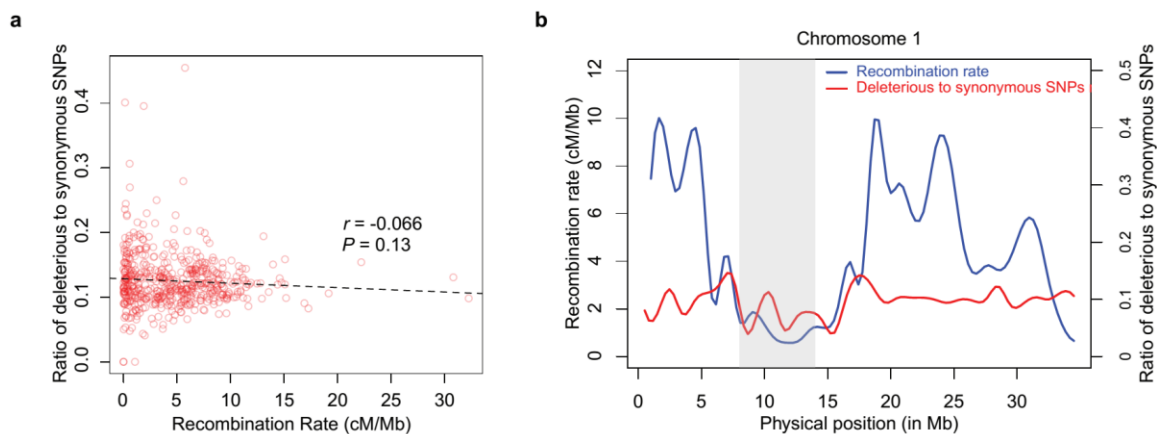 a
Ratio of deleterious to synonymous SNPs
0.0
0.1
0.2
0.3
0.4
r = -0.066
P = 0.13
0 5 10 15 20 25 30
Recombination Rate (cM/Mb)
b
Chromosome 1
Recombination rate (cM/Mb)
0
2
4
6
8
10
12
Recombination rate
Deleterious to synonymous SNPs
0
0.1
0.2
0.3
0.4
0.5
Ratio of deleterious to synonymous SNPs
0 5 10 15 20 25 30
Physical position (in Mb)